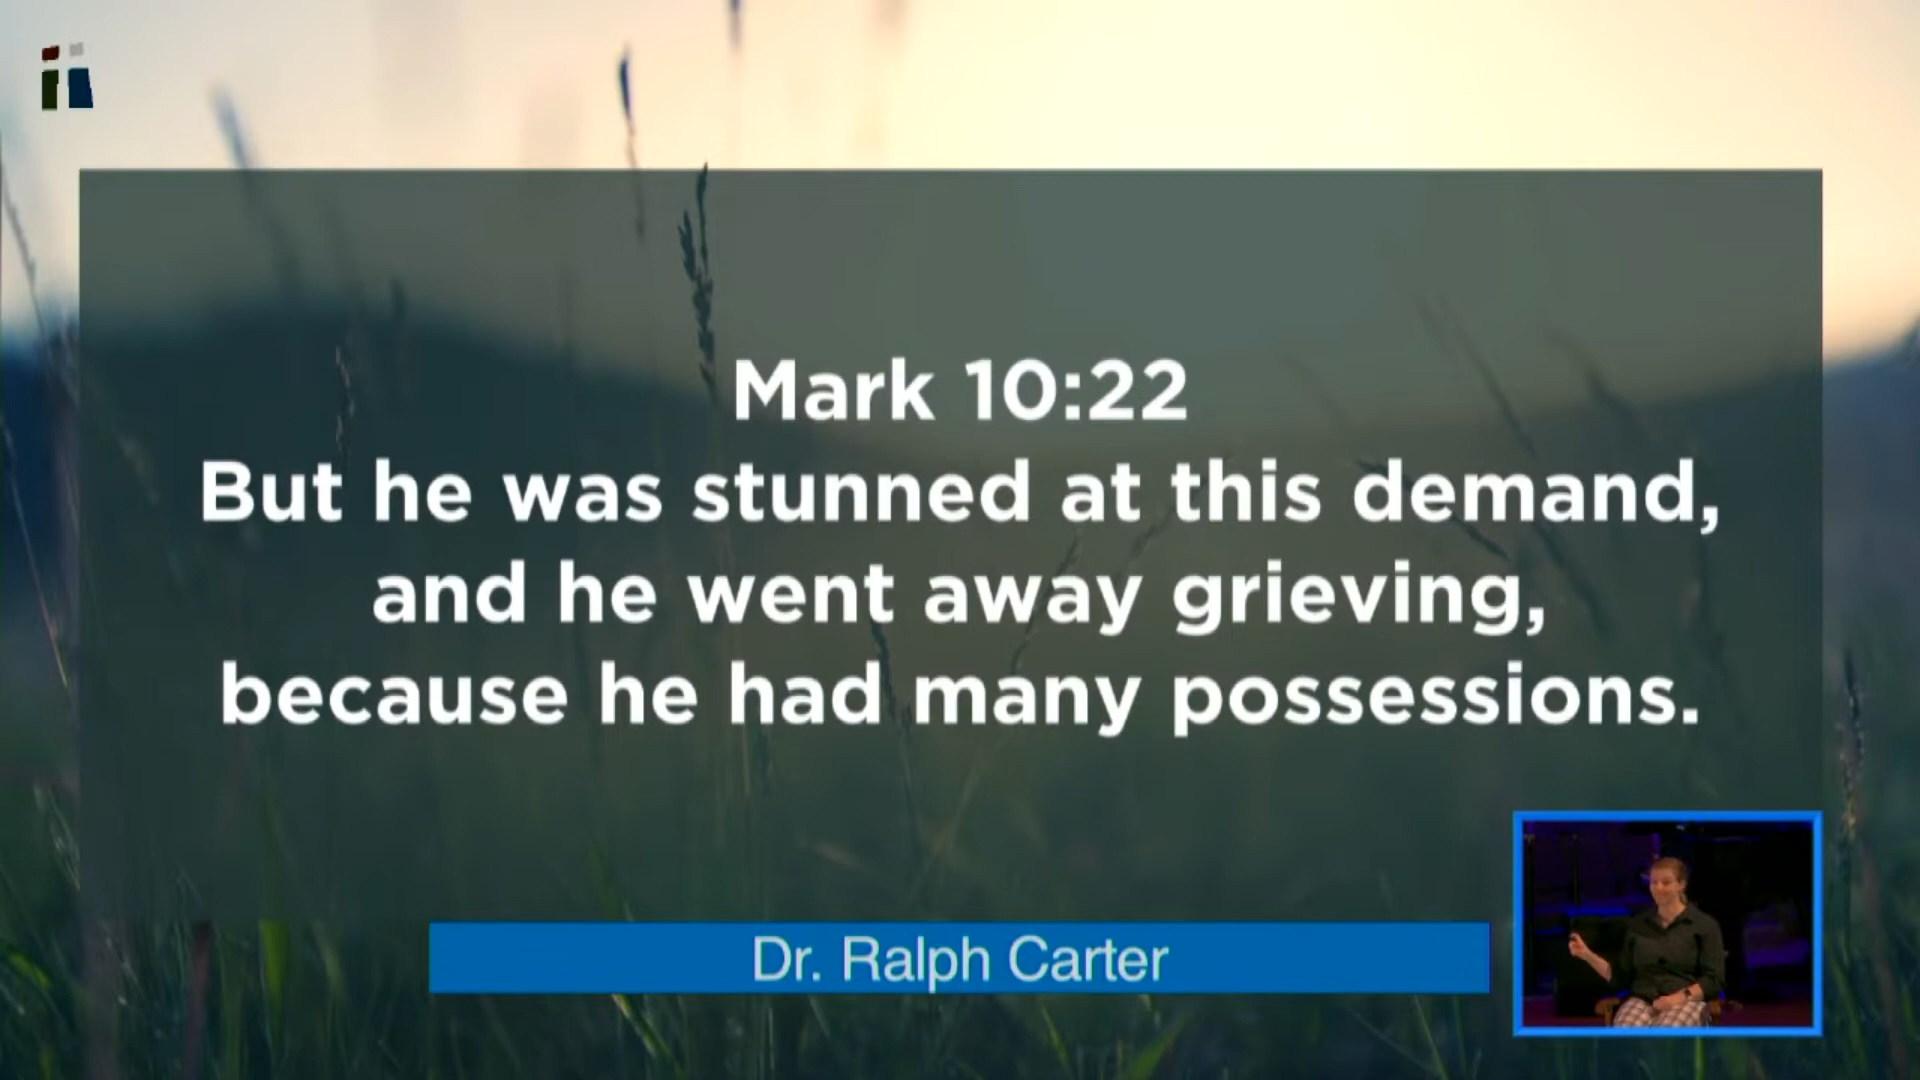 Mark 10:22
But he was stunned at this demand,
and he went away grieving,
because he had many possessions.
Dr. Ralph Carter